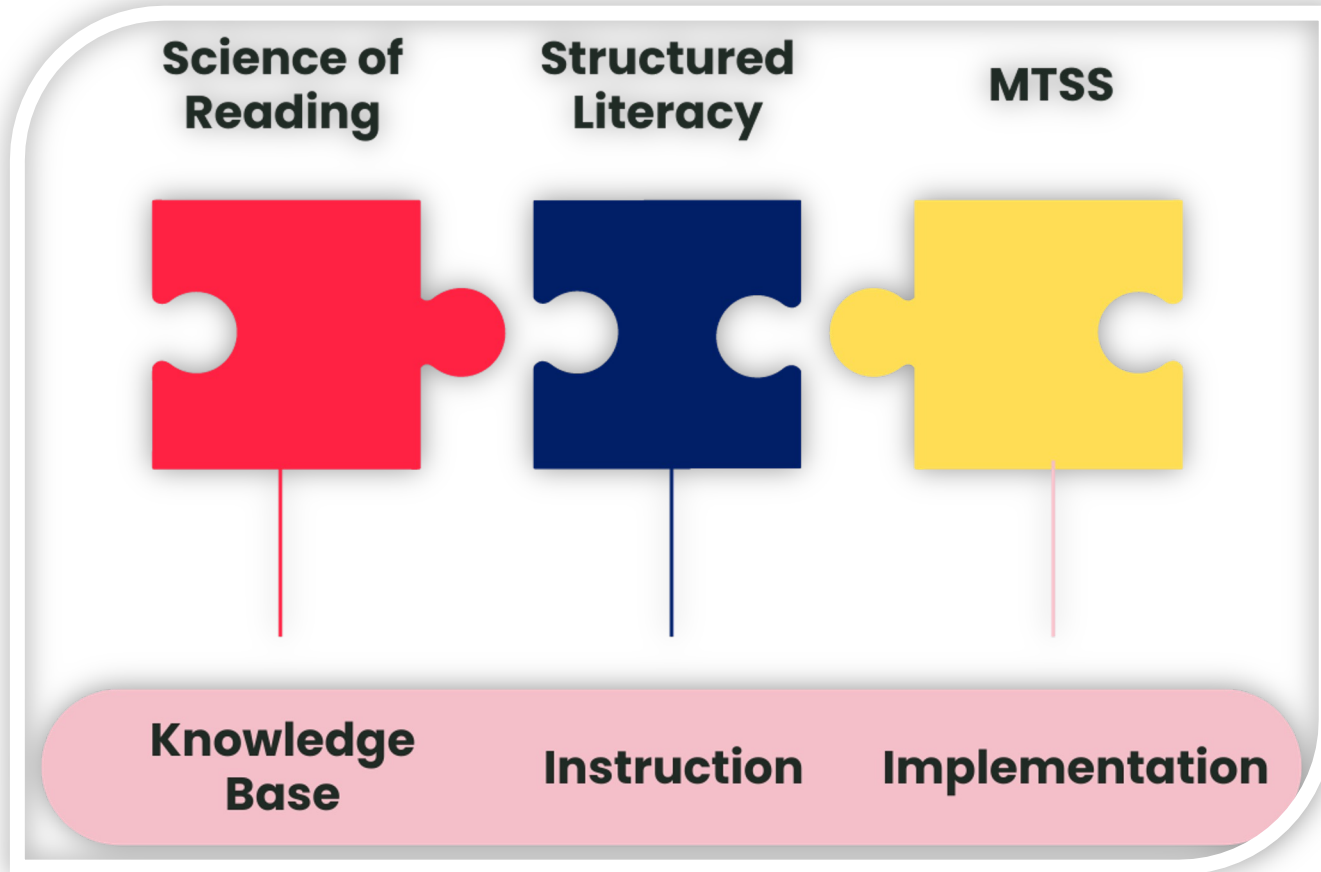 Science of
Reading
Structured
Literacy
MTSS
Knowledge
Base
Instruction
Implementation